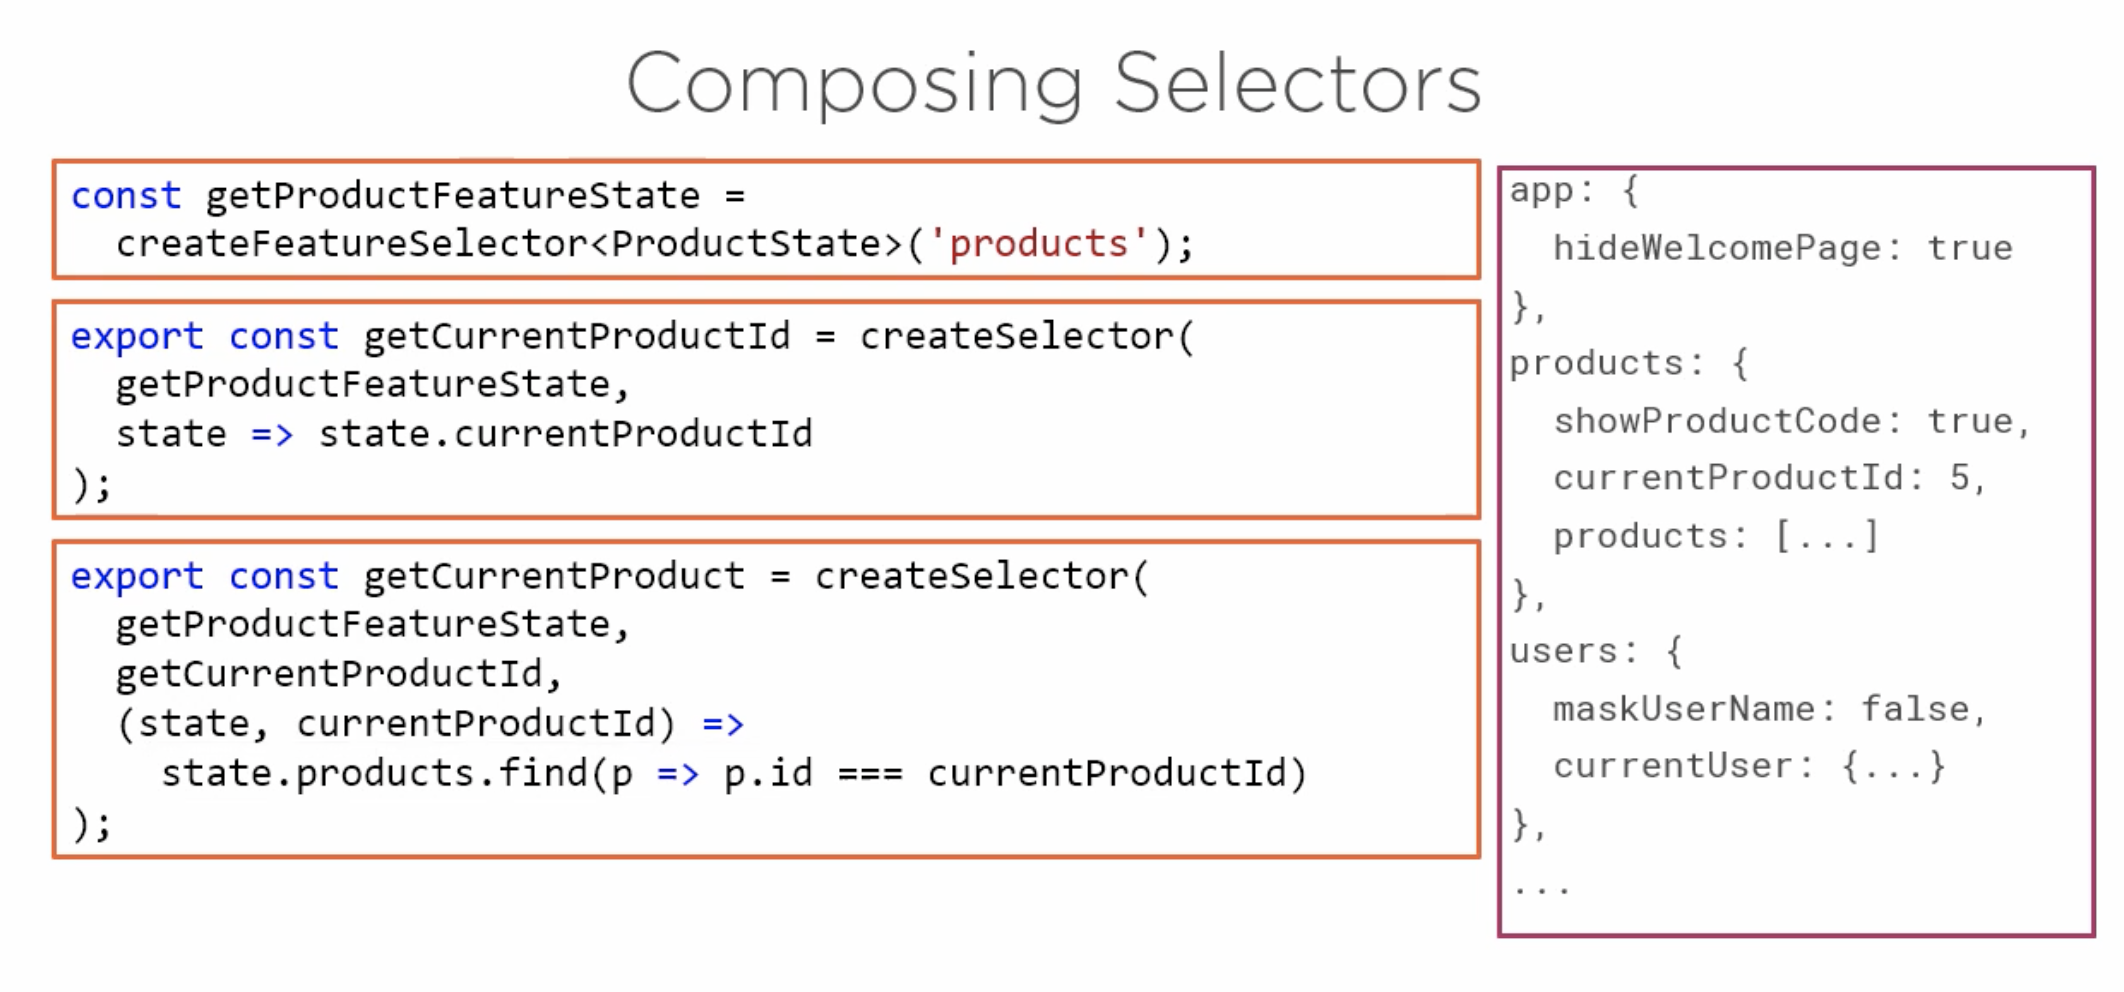 Composing Selectors
const getProductFeatureState =
  createFeatureSelector<ProductState>('products');
export const getCurrentProductId = createSelector(
  getProductFeatureState,
  state => state.currentProductId
);
export const getCurrentProduct = createSelector(
  getProductFeatureState,
  getCurrentProductId,
  (state, currentProductId) =>
    state.products.find(p => p.id === currentProductId)
);
app: {
  hideWelcomePage: true
},
products: {
  showProductCode: true,
  currentProductId: 5,
  products: [...]
},
users: {
  maskUserName: false,
  currentUser: {...}
},
...